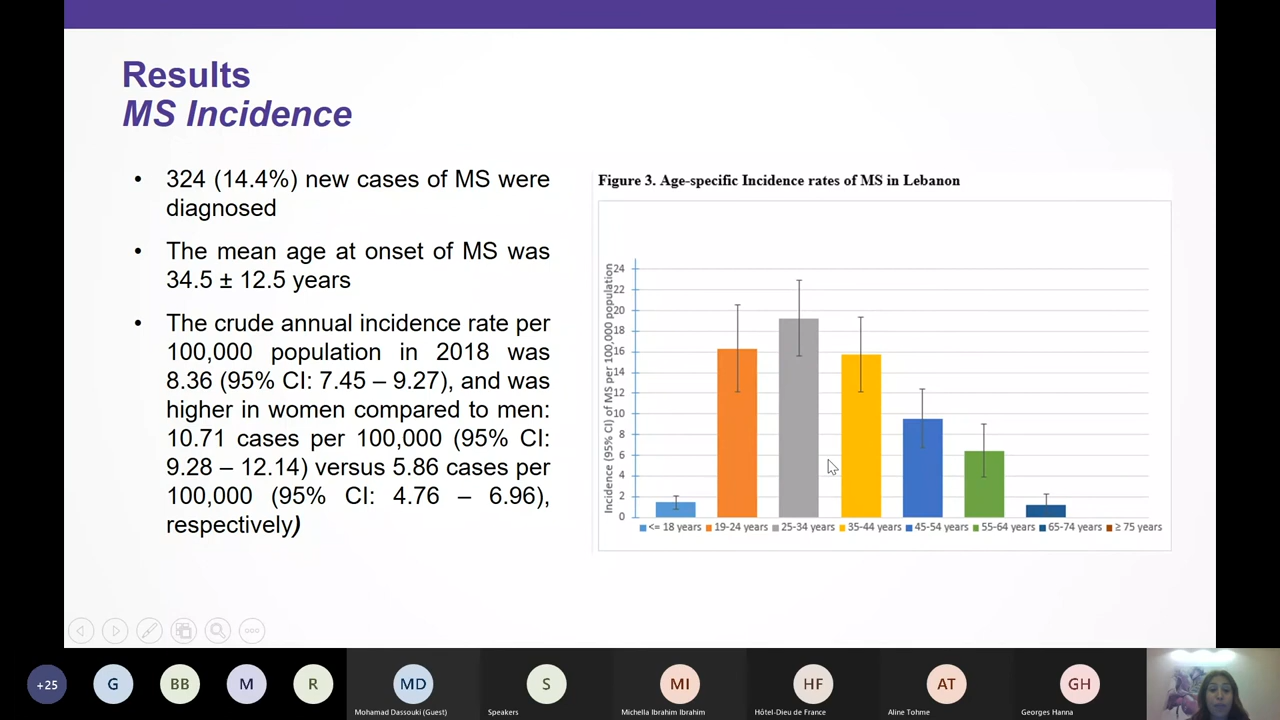 Results
MS Incidence
• 324 (14.4%) new cases of MS were
diagnosed
• The mean age at onset of MS was
34.5 ± 12.5 years
• The crude annual incidence rate per
100,000 population in 2018 was
8.36 (95% CI: 7.45 – 9.27), and was
higher in women compared to men:
10.71 cases per 100,000 (95% CI:
9.28 – 12.14) versus 5.86 cases per
100,000 (95% CI: 4.76 – 6.96),
respectively)
Figure 3. Age-specific Incidence rates of MS in Lebanon
Incidence (95% CI) of MS per 100,000 population
24
22
20
18
16
14
12
10
8
6
4
2
0
<= 18 years 19-24 years 25-34 years 35-44 years 45-54 years 55-64 years 65-74 years ≥ 75 years
+25 G BB M R MD S MI HF AT GH
Mohamad Dassouki (Guest) Speakers Michella Ibrahim Ibrahim Hôtel-Dieu de France Aline Tohme Georges Hanna